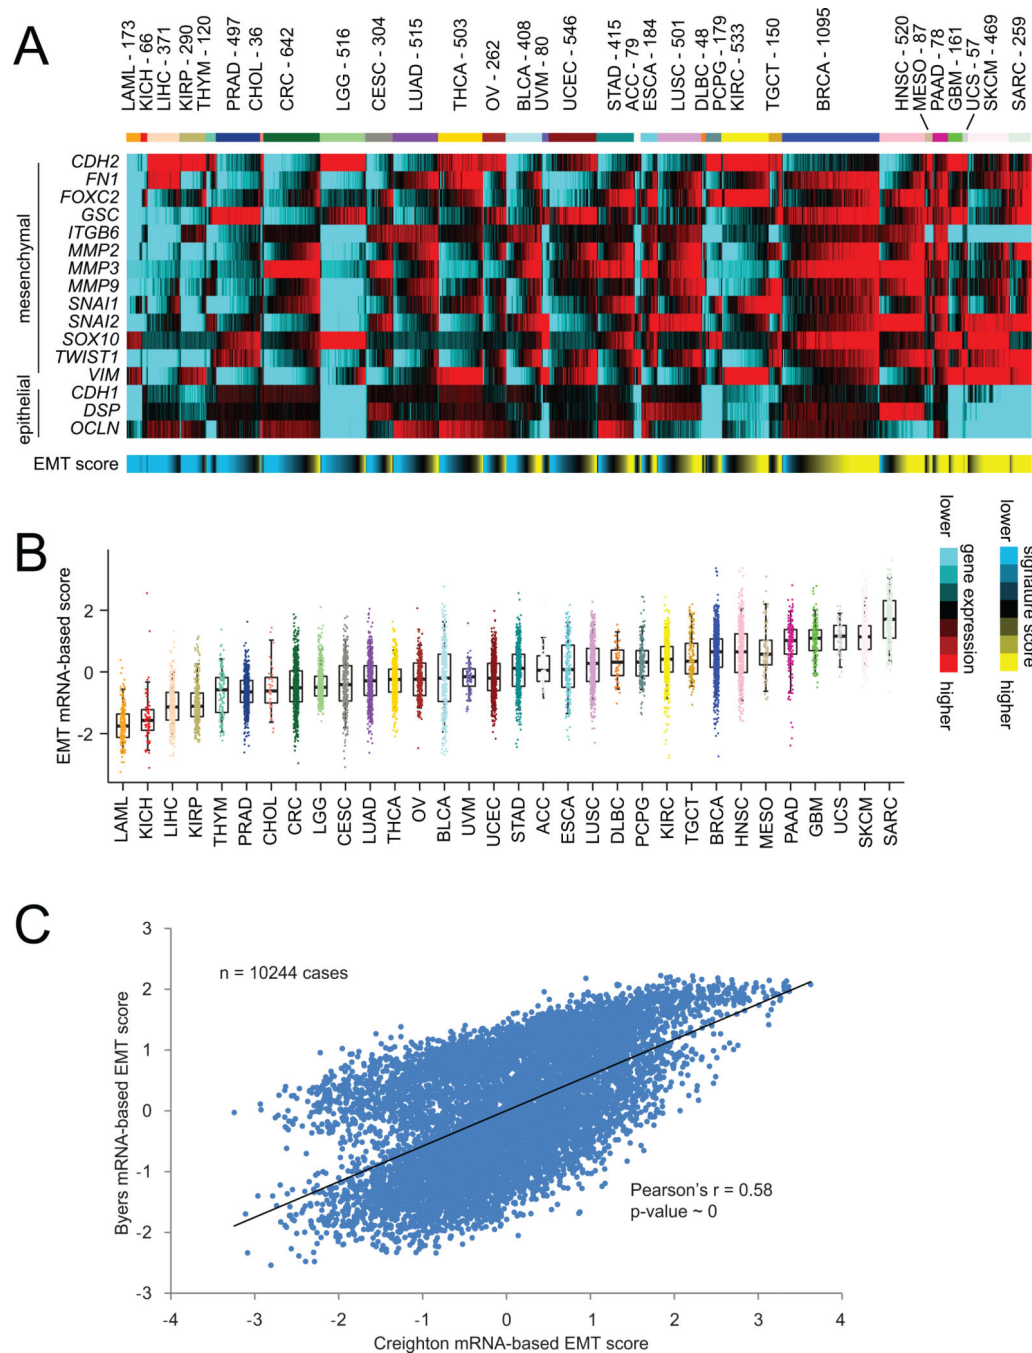 A
LAML - 173
KICH - 66
LIHC - 371
KIRP - 290
THYM - 120
PRAD - 497
CHOL - 36
CRC - 642
LGG - 516
CESC - 304
LUAD - 515
THCA - 503
OV - 262
BLCA - 408
UVM - 80
UCEC - 546
STAD - 415
ACC - 79
ESCA - 184
LUSC - 501
DLBC - 48
PCPG - 179
KIRC - 533
TGCT - 150
BRCA - 1095
HNSC - 520
MESO - 87
PAAD - 78
GBM - 161
UCS - 57
SKCM - 469
SARC - 259
mesenchymal
CDH2
FN1
FOXC2
GSC
ITGB6
MMP2
MMP3
MMP9
SNAI1
SNAI2
SOX10
TWIST1
VIM
epithelial
CDH1
DSP
OCLN
EMT score
B
EMT mRNA-based score
2
0
-2
LAML
KICH
LIHC
KIRP
THYM
PRAD
CHOL
CRC
LGG
CESC
LUAD
THCA
OV
BLCA
UVM
UCEC
STAD
ACC
ESCA
LUSC
DLBC
PCPG
KIRC
TGCT
BRCA
HNSC
MESO
PAAD
GBM
UCS
SKCM
SARC
lower
gene expression
higher
lower
signature score
higher
C
Byers mRNA-based EMT score
3
2
1
0
-1
-2
-3
n = 10244 cases
Pearson's r = 0.58
p-value ~ 0
-4
-3
-2
-1
0
1
2
3
4
Creighton mRNA-based EMT score